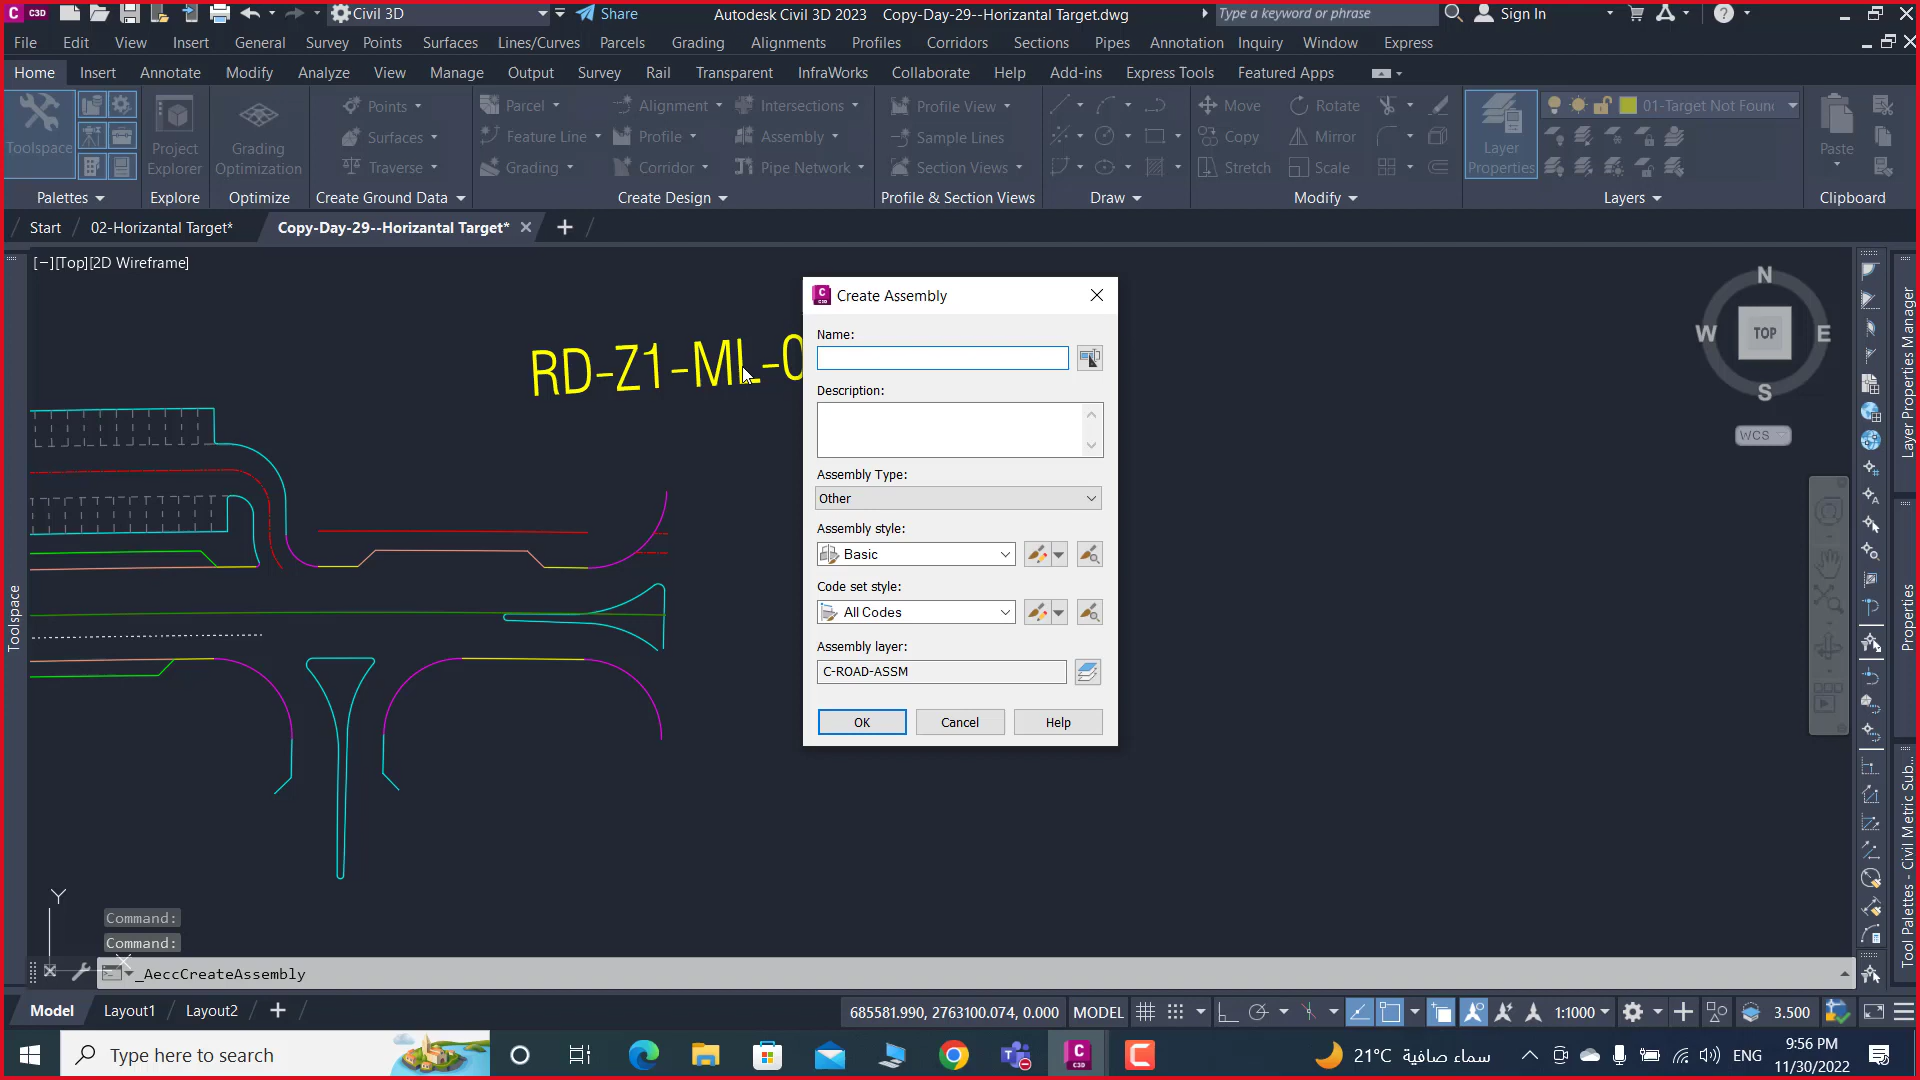 C3D Civil 3D Share Autodesk Civil 3D 2023 Copy-Day-29--Horizantal Target.dwg Type a keyword or phrase Sign In
File Edit View Insert General Survey Points Surfaces Lines/Curves Parcels Grading Alignments Profiles Corridors Sections Pipes Annotation Inquiry Window Express
Home Insert Annotate Modify Analyze View Manage Output Survey Rail Transparent InfraWorks Collaborate Help Add-ins Express Tools Featured Apps
Points Parcel Alignment Intersections Profile View Move Rotate 01-Target Not Found
Toolspace Project Explorer Grading Optimization Surfaces Feature Line Profile Assembly Sample Lines Copy Mirror Layer Properties Paste
Traverse Grading Corridor Pipe Network Section Views Stretch Scale
Palettes Explore Optimize Create Ground Data Create Design Profile & Section Views Draw Modify Layers Clipboard
Start 02-Horizantal Target* Copy-Day-29--Horizantal Target*
[−][Top][2D Wireframe]
RD-Z1-ML-0
Create Assembly
Name:
Description:
Assembly Type:
Other
Assembly style:
Basic
Code set style:
All Codes
Assembly layer:
C-ROAD-ASSM
OK Cancel Help
N
W TOP E
S
WCS
Toolspace
Layer Properties Manager
Properties
Tool Palettes - Civil Metric Sub...
Y
X
Command:
Command:
_AeccCreateAssembly
Model Layout1 Layout2 685581.990, 2763100.074, 0.000 MODEL 1:1000 3.500
Type here to search 21°C سماء صافية ENG 9:56 PM
11/30/2022